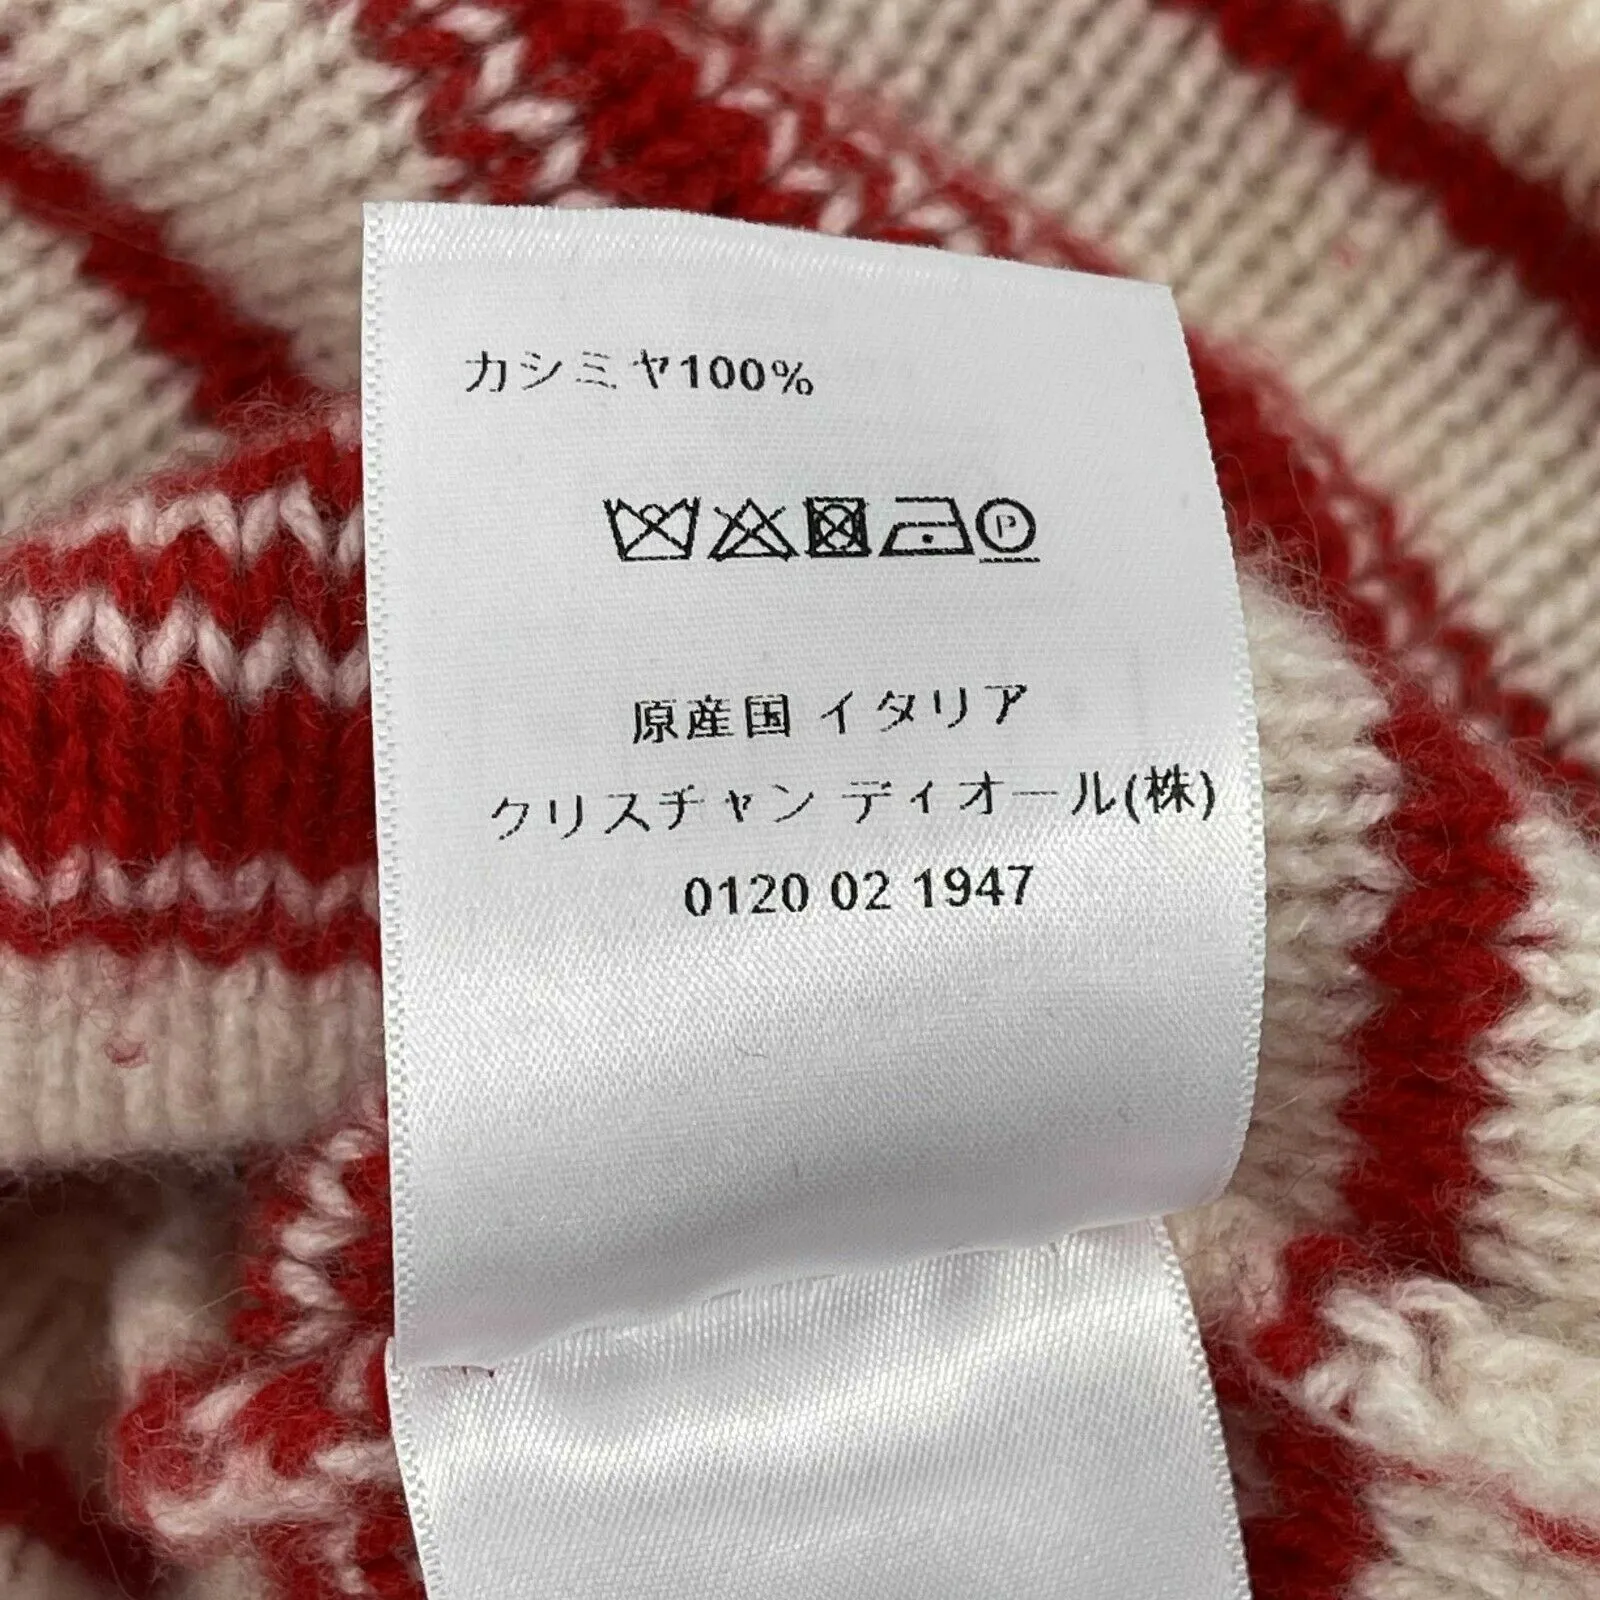 カシミヤ100%
P
原産国 イタリア
クリスチャン ディオール(株)
0120 02 1947